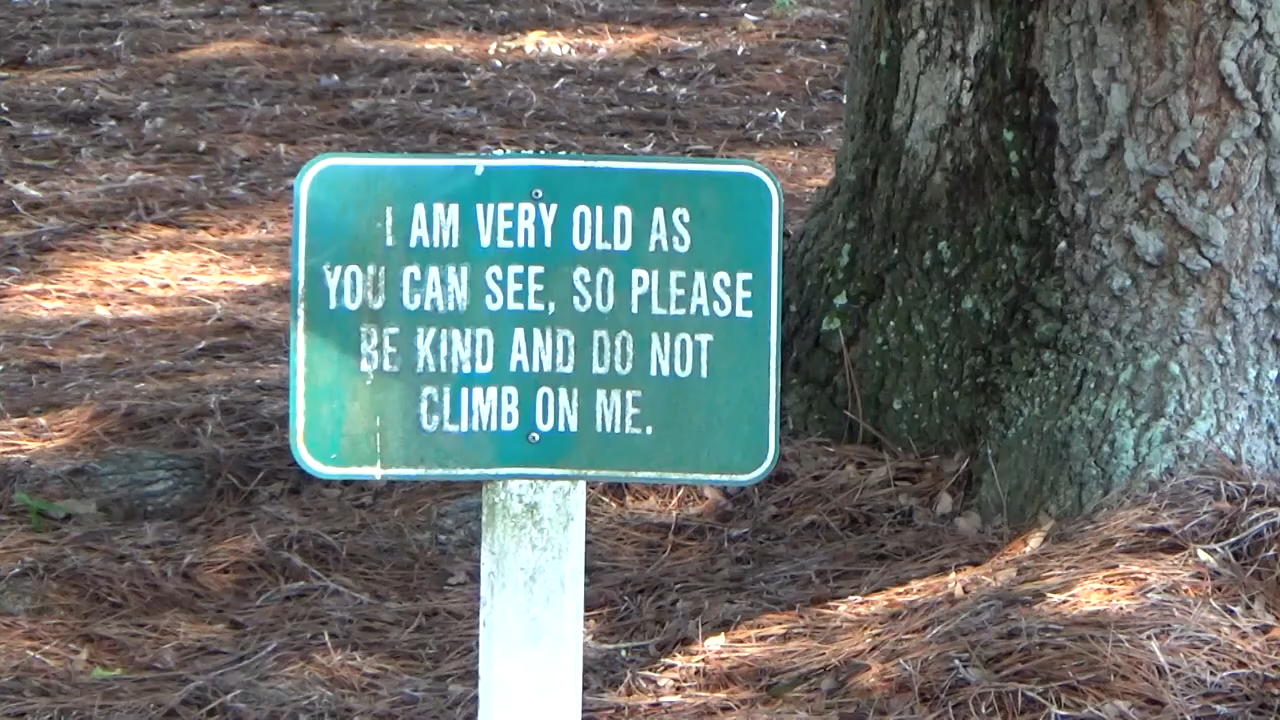 I AM VERY OLD AS
YOU CAN SEE, SO PLEASE
BE KIND AND DO NOT
CLIMB ON ME.